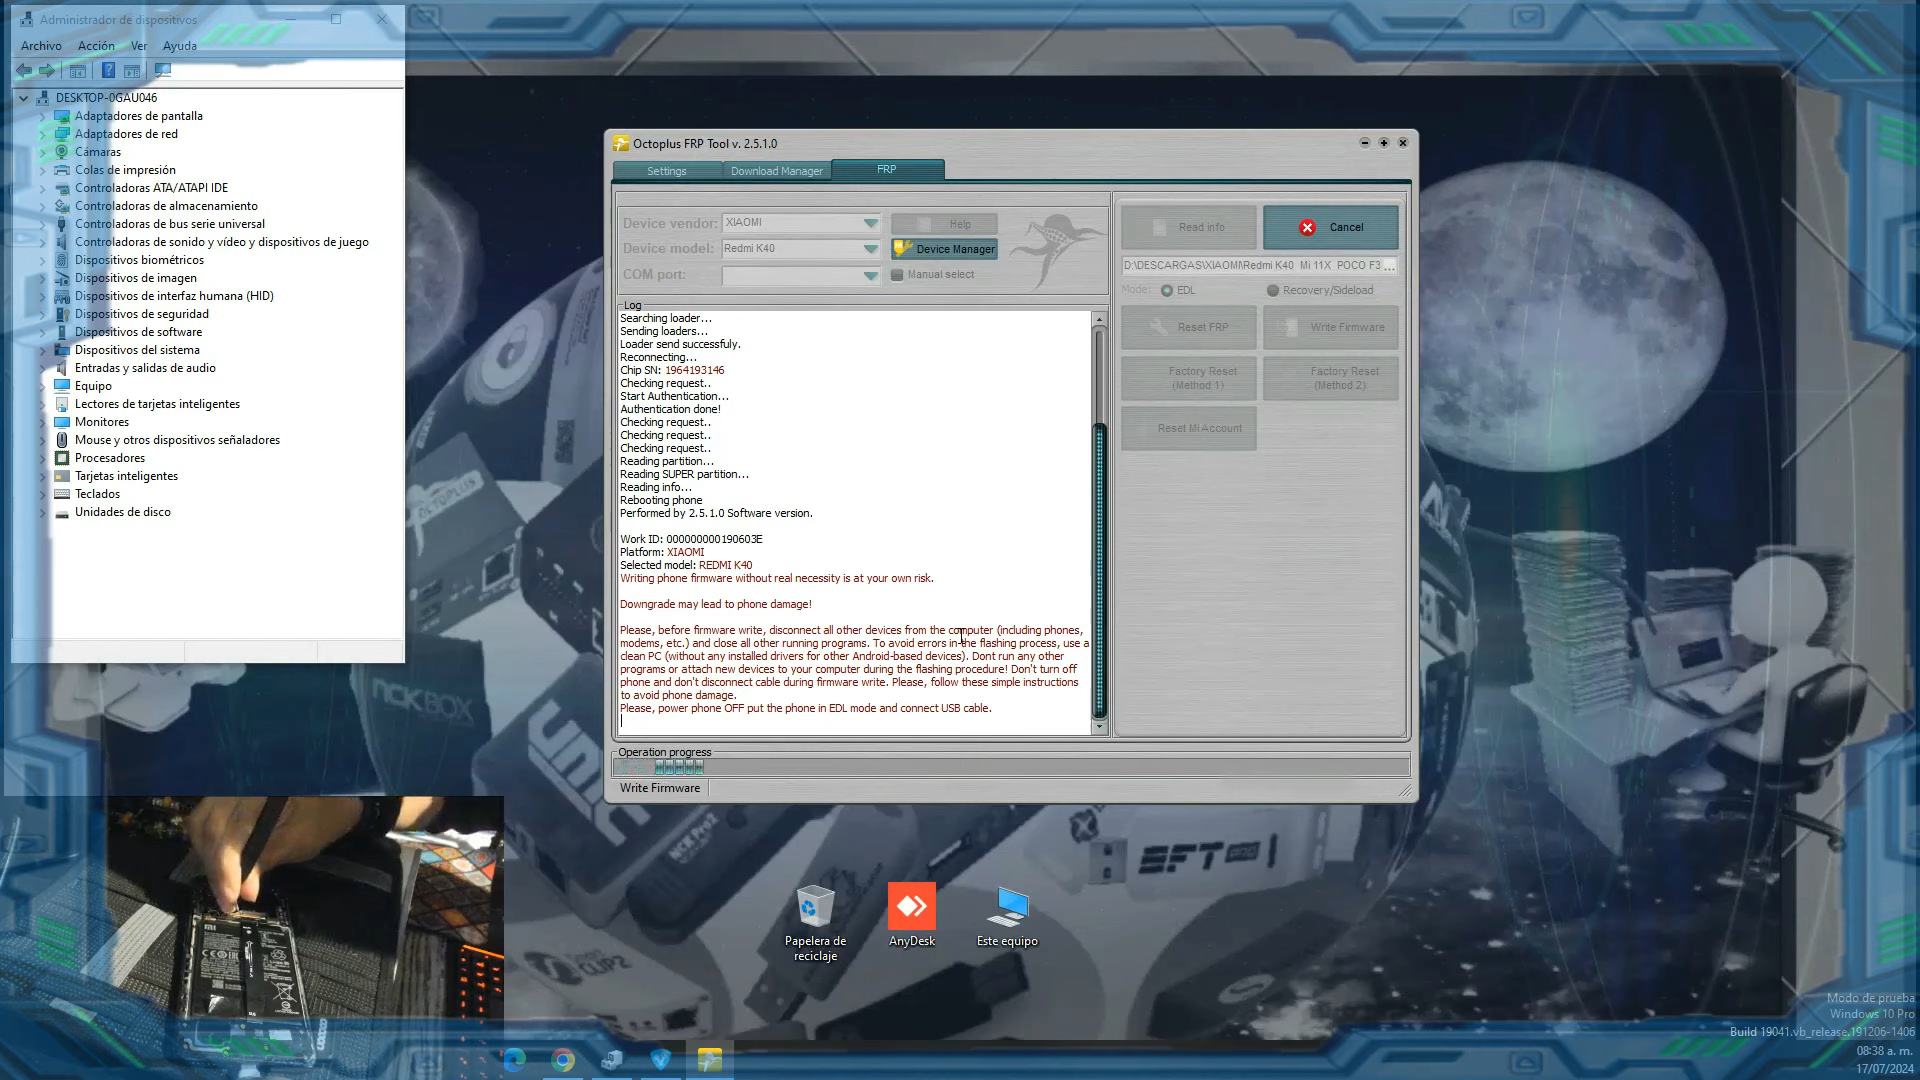 Administrador de dispositivos
Archivo Acción Ver Ayuda
DESKTOP-0GAU046
Adaptadores de pantalla
Adaptadores de red
Cámaras
Colas de impresión
Controladoras ATA/ATAPI IDE
Controladoras de almacenamiento
Controladoras de bus serie universal
Controladoras de sonido y vídeo y dispositivos de juego
Dispositivos biométricos
Dispositivos de imagen
Dispositivos de interfaz humana (HID)
Dispositivos de seguridad
Dispositivos de software
Dispositivos del sistema
Entradas y salidas de audio
Equipo
Lectores de tarjetas inteligentes
Monitores
Mouse y otros dispositivos señaladores
Procesadores
Tarjetas inteligentes
Teclados
Unidades de disco
Octoplus FRP Tool v. 2.5.1.0
Settings Download Manager FRP
Device vendor: XIAOMI Help
Device model: Redmi K40 Device Manager
COM port: Manual select
Log
Searching loader...
Sending loaders...
Loader send successfuly.
Reconnecting...
Chip SN: 1964193146
Checking request..
Start Authentication...
Authentication done!
Checking request..
Checking request..
Checking request..
Reading partition...
Reading SUPER partition...
Reading info...
Rebooting phone
Performed by 2.5.1.0 Software version.
Work ID: 000000000190603E
Platform: XIAOMI
Selected model: REDMI K40
Writing phone firmware without real necessity is at your own risk.
Downgrade may lead to phone damage!
Please, before firmware write, disconnect all other devices from the computer (including phones,
modems, etc.) and close all other running programs. To avoid errors in the flashing process, use a
clean PC (without any installed drivers for other Android-based devices). Dont run any other
programs or attach new devices to your computer during the flashing procedure! Don't turn off
phone and don't disconnect cable during firmware write. Please, follow these simple instructions
to avoid phone damage.
Please, power phone OFF put the phone in EDL mode and connect USB cable.
Operation progress
Write Firmware
Read info Cancel
D:\DESCARGAS\XIAOMI\Redmi K40 Mi 11X POCO F3 ...
Mode: EDL Recovery/Sideload
Reset FRP Write Firmware
Factory Reset
(Method 1)
Factory Reset
(Method 2)
Reset Mi Account
OCTOPLUS
NCK BOX
UMT
NCK Pro2
EFT
Papelera de
reciclaje
AnyDesk
Este equipo
Modo de prueba
Windows 10 Pro
Build 19041.vb_release.191206-1406
08:38 a. m.
17/07/2024